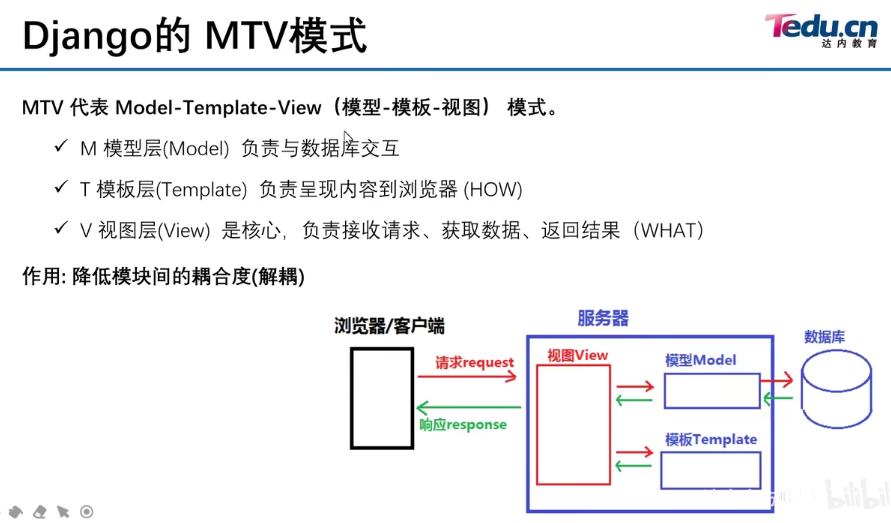 Django的 MTV模式
Tedu.cn
达内教育
MTV 代表 Model-Template-View（模型-模板-视图） 模式。
✓ M 模型层(Model) 负责与数据库交互
✓ T 模板层(Template) 负责呈现内容到浏览器 (HOW)
✓ V 视图层(View) 是核心，负责接收请求、获取数据、返回结果（WHAT）
作用: 降低模块间的耦合度(解耦)
浏览器/客户端
服务器
数据库
请求request
视图View
模型Model
响应response
模板Template
bilibili